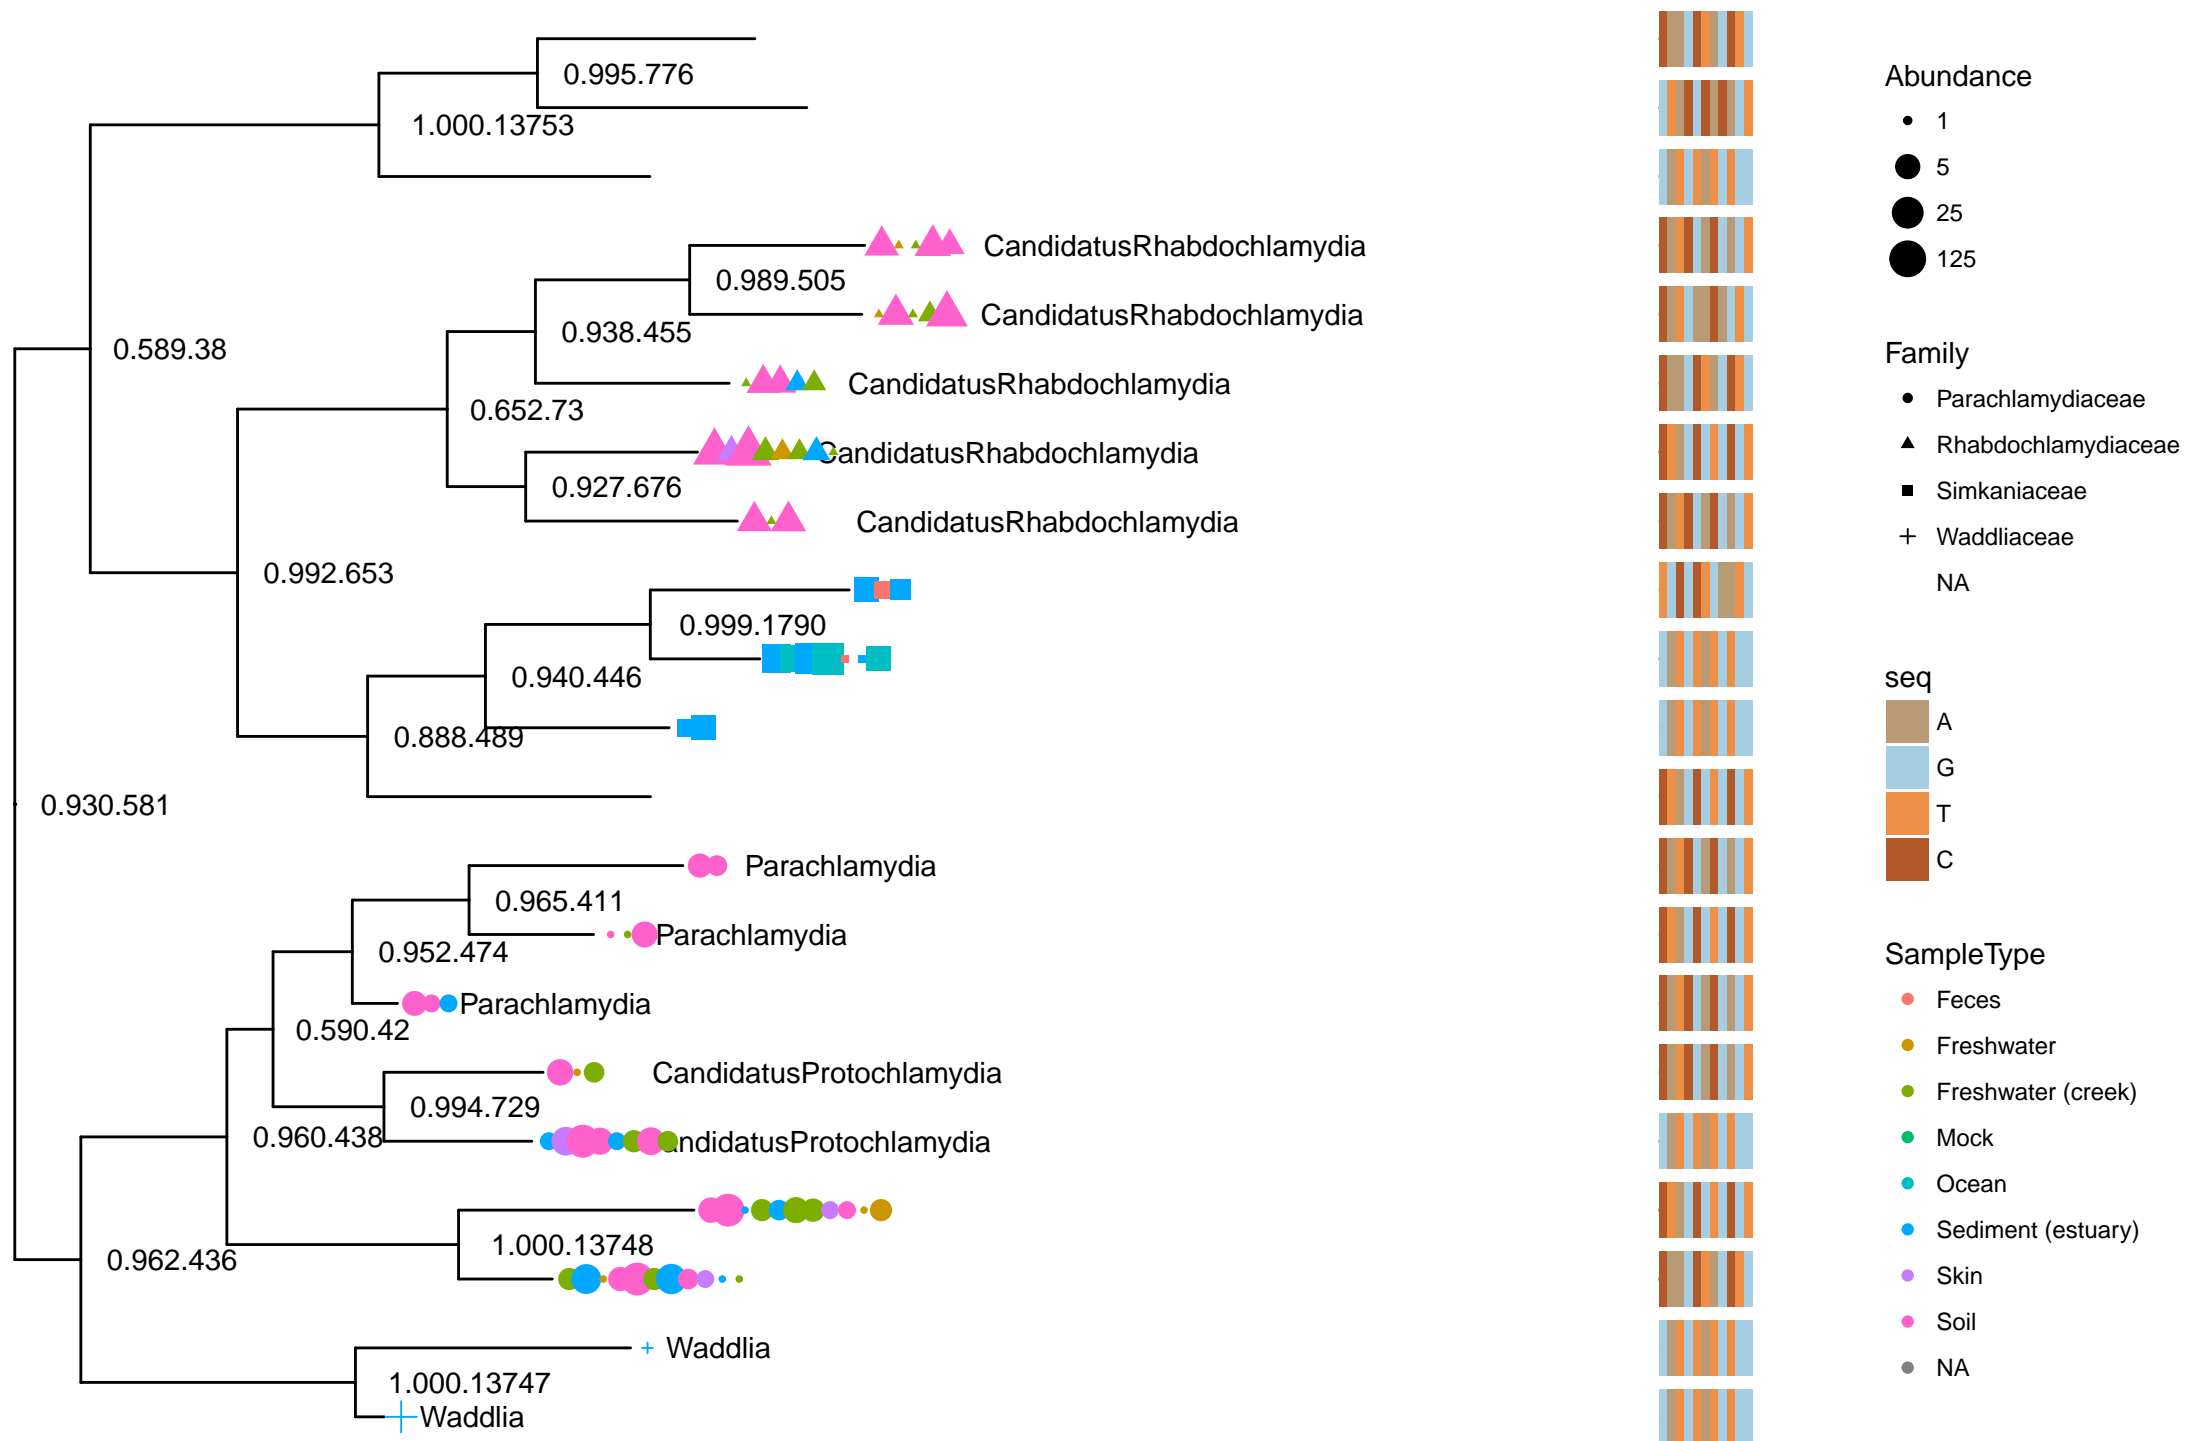 0.995.776
1.000.13753
CandidatusRhabdochlamydia
0.989.505
CandidatusRhabdochlamydia
0.938.455
0.589.38
CandidatusRhabdochlamydia
0.652.73
CandidatusRhabdochlamydia
0.927.676
CandidatusRhabdochlamydia
0.992.653
0.999.1790
0.940.446
0.888.489
0.930.581
Parachlamydia
0.965.411
Parachlamydia
0.952.474
Parachlamydia
0.590.42
CandidatusProtochlamydia
0.994.729
0.960.438
CandidatusProtochlamydia
1.000.13748
0.962.436
Waddlia
1.000.13747
Waddlia
Abundance
1
5
25
125
Family
Parachlamydiaceae
Rhabdochlamydiaceae
Simkaniaceae
Waddliaceae
NA
seq
A
G
T
C
SampleType
Feces
Freshwater
Freshwater (creek)
Mock
Ocean
Sediment (estuary)
Skin
Soil
NA